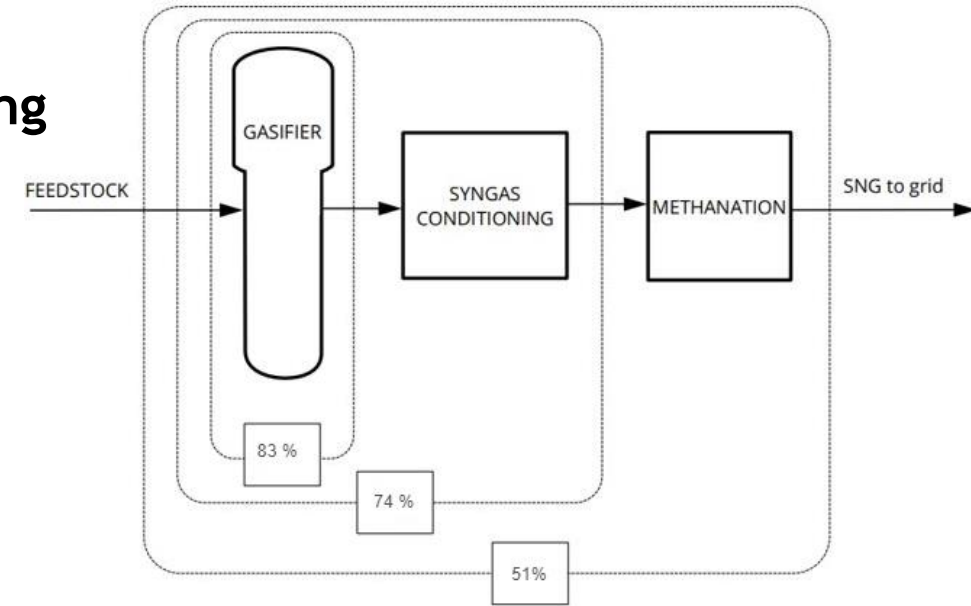 ng
GASIFIER
FEEDSTOCK
SYNGAS
CONDITIONING
METHANATION
SNG to grid
83 %
74 %
51%